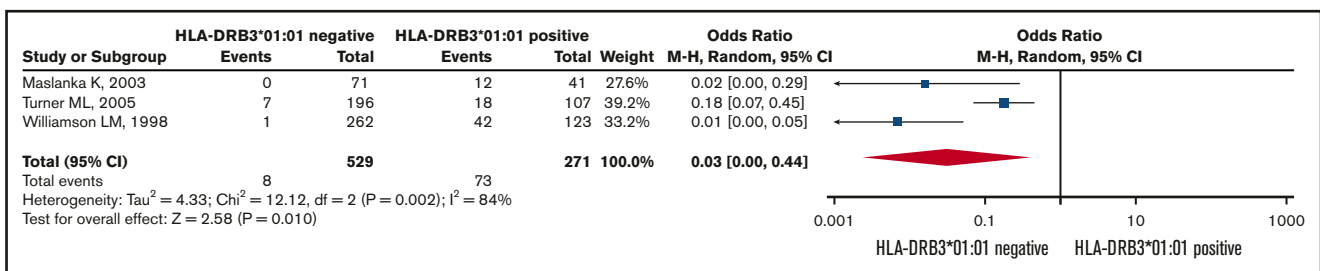 HLA-DRB3*01:01 negative HLA-DRB3*01:01 positive Odds Ratio Odds Ratio
Study or Subgroup Events Total Events Total Weight M-H, Random, 95% CI M-H, Random, 95% CI
Maslanka K, 2003 0 71 12 41 27.6% 0.02 [0.00, 0.29]
Turner ML, 2005 7 196 18 107 39.2% 0.18 [0.07, 0.45]
Williamson LM, 1998 1 262 42 123 33.2% 0.01 [0.00, 0.05]
Total (95% CI) 529 271 100.0% 0.03 [0.00, 0.44]
Total events 8 73
Heterogeneity: Tau² = 4.33; Chi² = 12.12, df = 2 (P = 0.002); I² = 84%
Test for overall effect: Z = 2.58 (P = 0.010)
0.001 0.1 1 10 1000
HLA-DRB3*01:01 negative HLA-DRB3*01:01 positive